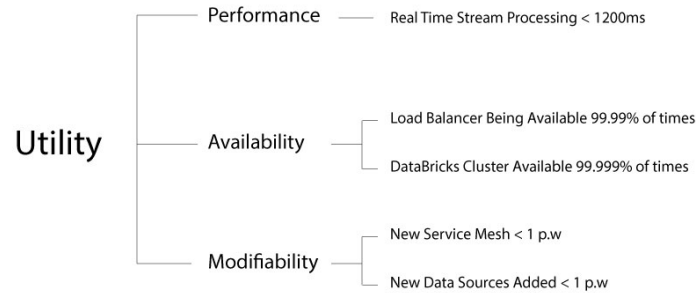 Utility
Performance
Real Time Stream Processing < 1200ms
Availability
Load Balancer Being Available 99.99% of times
DataBricks Cluster Available 99.999% of times
Modifiability
New Service Mesh < 1 p.w
New Data Sources Added < 1 p.w